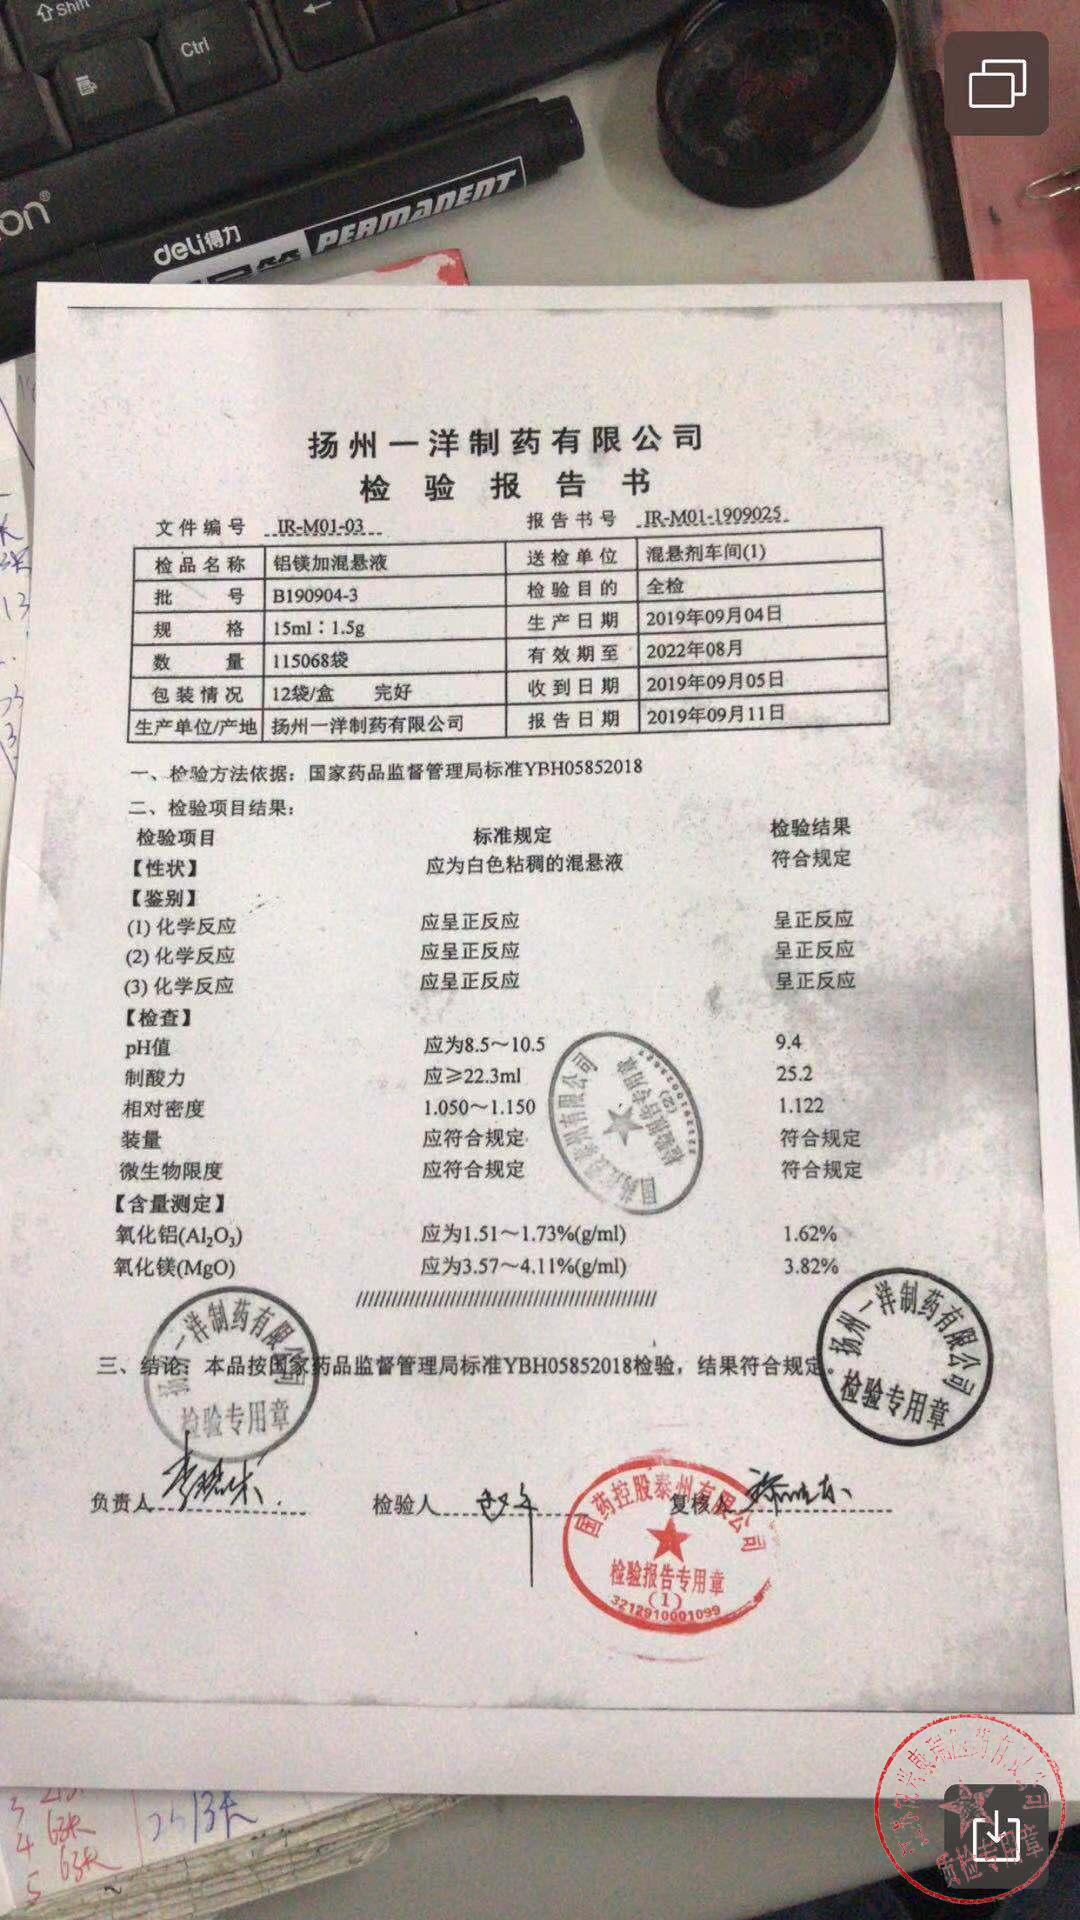 Shift
Ctrl
on®
deli得力
PERMANENT
扬州一洋制药有限公司
检验报告书
文件编号 IR-M01-03 报告书号 IR-M01-1909025
检品名称 铝镁加混悬液 送检单位 混悬剂车间(1)
批号 B190904-3 检验目的 全检
规格 15ml：1.5g 生产日期 2019年09月04日
数量 115068袋 有效期至 2022年08月
包装情况 12袋/盒 完好 收到日期 2019年09月05日
生产单位/产地 扬州一洋制药有限公司 报告日期 2019年09月11日
一、检验方法依据：国家药品监督管理局标准YBH05852018
二、检验项目结果：
检验项目 标准规定 检验结果
【性状】 应为白色粘稠的混悬液 符合规定
【鉴别】
(1) 化学反应 应呈正反应 呈正反应
(2) 化学反应 应呈正反应 呈正反应
(3) 化学反应 应呈正反应 呈正反应
【检查】
pH值 应为8.5～10.5 9.4
制酸力 应≥22.3ml 25.2
相对密度 1.050～1.150 1.122
装量 应符合规定 符合规定
微生物限度 应符合规定 符合规定
【含量测定】
氧化铝(Al₂O₃) 应为1.51～1.73%(g/ml) 1.62%
氧化镁(MgO) 应为3.57～4.11%(g/ml) 3.82%
三、结论：本品按国家药品监督管理局标准YBH05852018检验，结果符合规定。
扬州一洋制药有限公司
检验专用章
扬州一洋制药有限公司
检验专用章
负责人 检验人 复核人
国药控股泰州有限公司
检验报告专用章
(1)
3212910001099
质检专用章